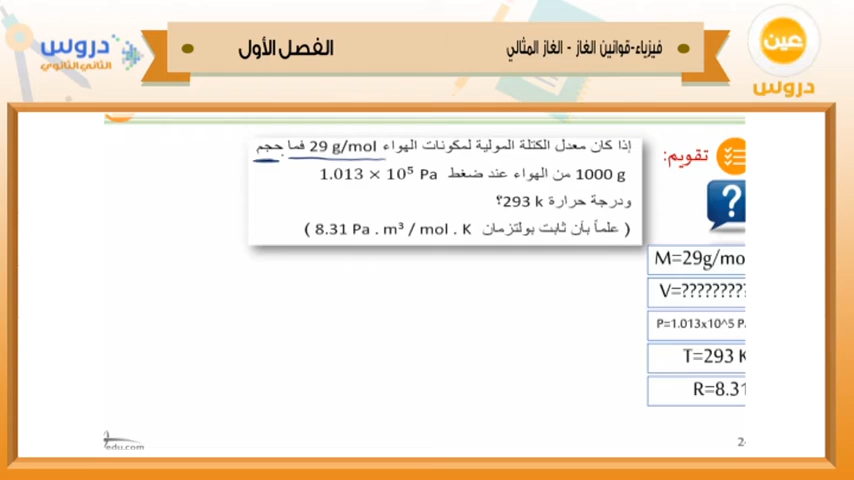 دروس
الثاني الثانوي
الفصل الأول
فيزياء-قوانين الغاز - الغاز المثالي
عين
دروس
تقويم:
إذا كان معدل الكتلة المولية لمكونات الهواء 29 g/mol فما حجم
1000 g من الهواء عند ضغط 1.013 × 10⁵ Pa
ودرجة حرارة 293 k؟
( علماً بأن ثابت بولتزمان 8.31 Pa . m³ / mol . K )
?
M=29g/mo
V=?????????
P=1.013x10^5 Pa
T=293 K
R=8.31
edu.com
24